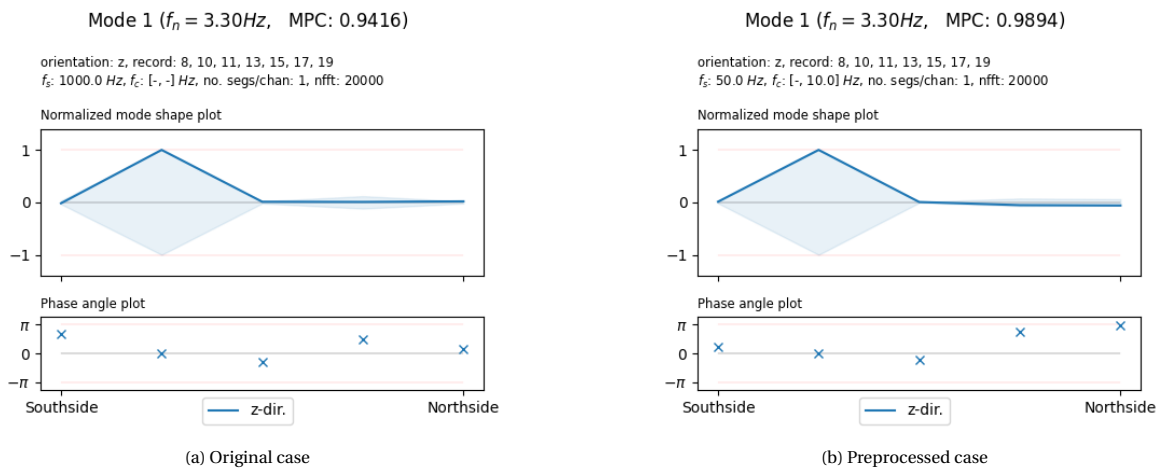 Mode 1 (fₙ = 3.30Hz, MPC: 0.9416)
orientation: z, record: 8, 10, 11, 13, 15, 17, 19
fₛ: 1000.0 Hz, f_c: [-, -] Hz, no. segs/chan: 1, nfft: 20000
Normalized mode shape plot
1
0
−1
Phase angle plot
π
0
−π
Southside
Northside
z-dir.
(a) Original case
Mode 1 (fₙ = 3.30Hz, MPC: 0.9894)
orientation: z, record: 8, 10, 11, 13, 15, 17, 19
fₛ: 50.0 Hz, f_c: [-, 10.0] Hz, no. segs/chan: 1, nfft: 20000
Normalized mode shape plot
1
0
−1
Phase angle plot
π
0
−π
Southside
Northside
z-dir.
(b) Preprocessed case